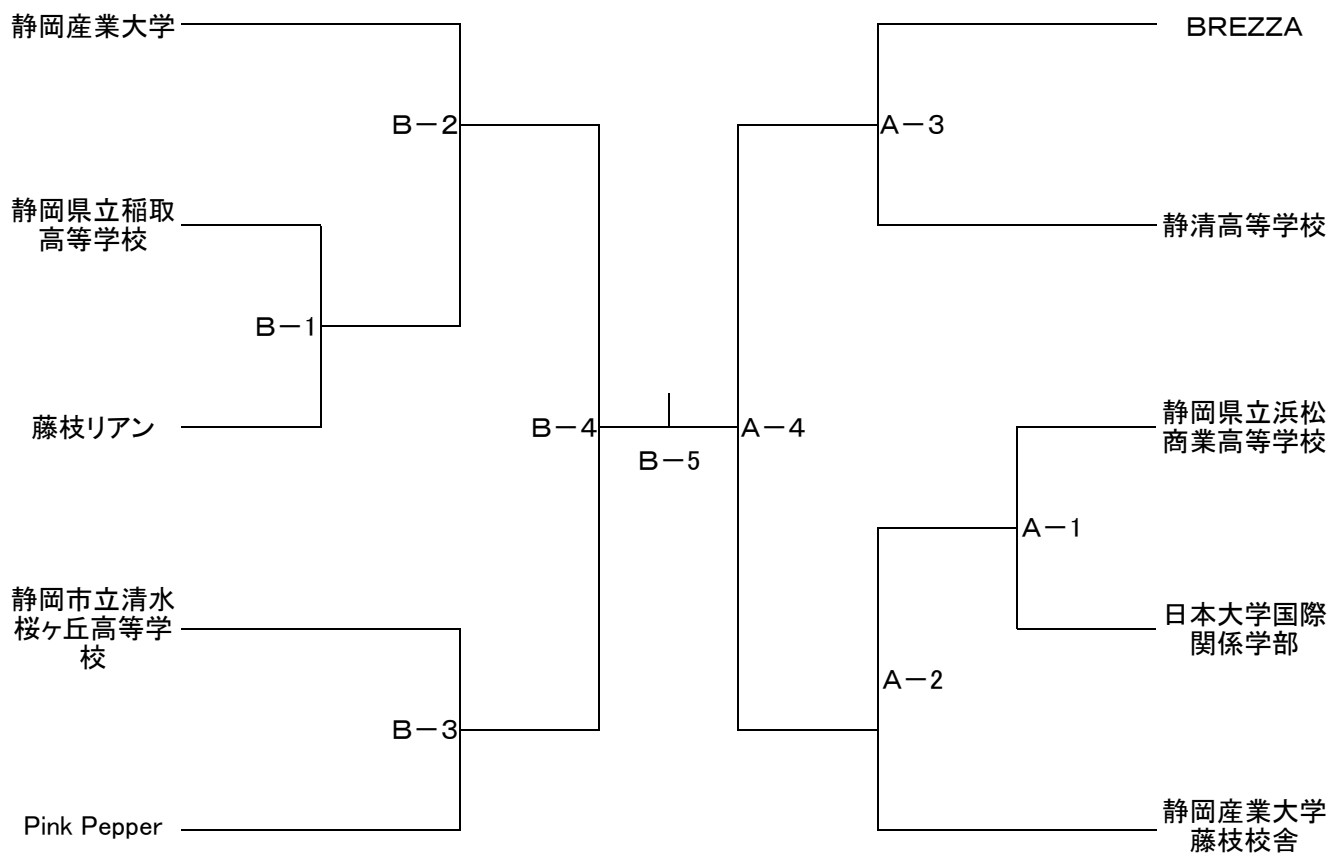 静岡産業大学
BREZZA
B-2
A-3
静岡県立稲取
高等学校
静清高等学校
B-1
藤枝リアン
静岡県立浜松
商業高等学校
B-4
A-4
B-5
A-1
静岡市立清水
桜ヶ丘高等学
校
日本大学国際
関係学部
A-2
B-3
Pink Pepper
静岡産業大学
藤枝校舎